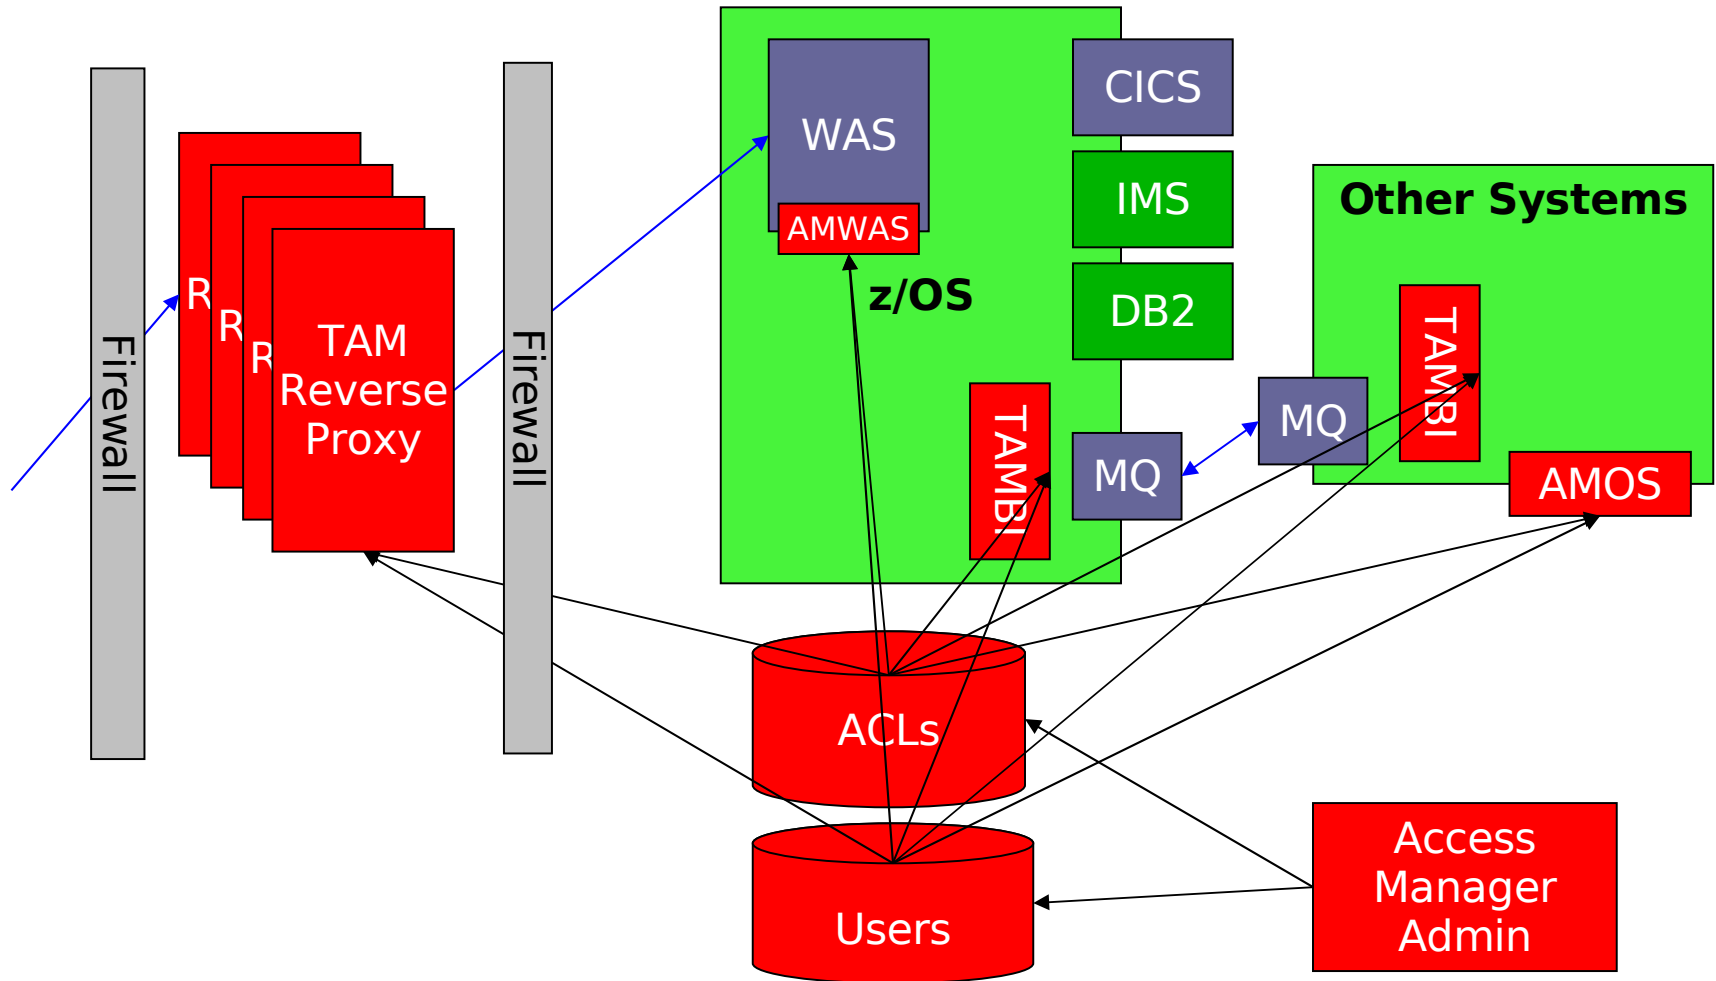 Firewall
R
R
R
TAM
Reverse
Proxy
Firewall
WAS
AMWAS
z/OS
CICS
IMS
DB2
TAMBI
MQ
MQ
Other Systems
TAMBI
AMOS
ACLs
Users
Access
Manager
Admin